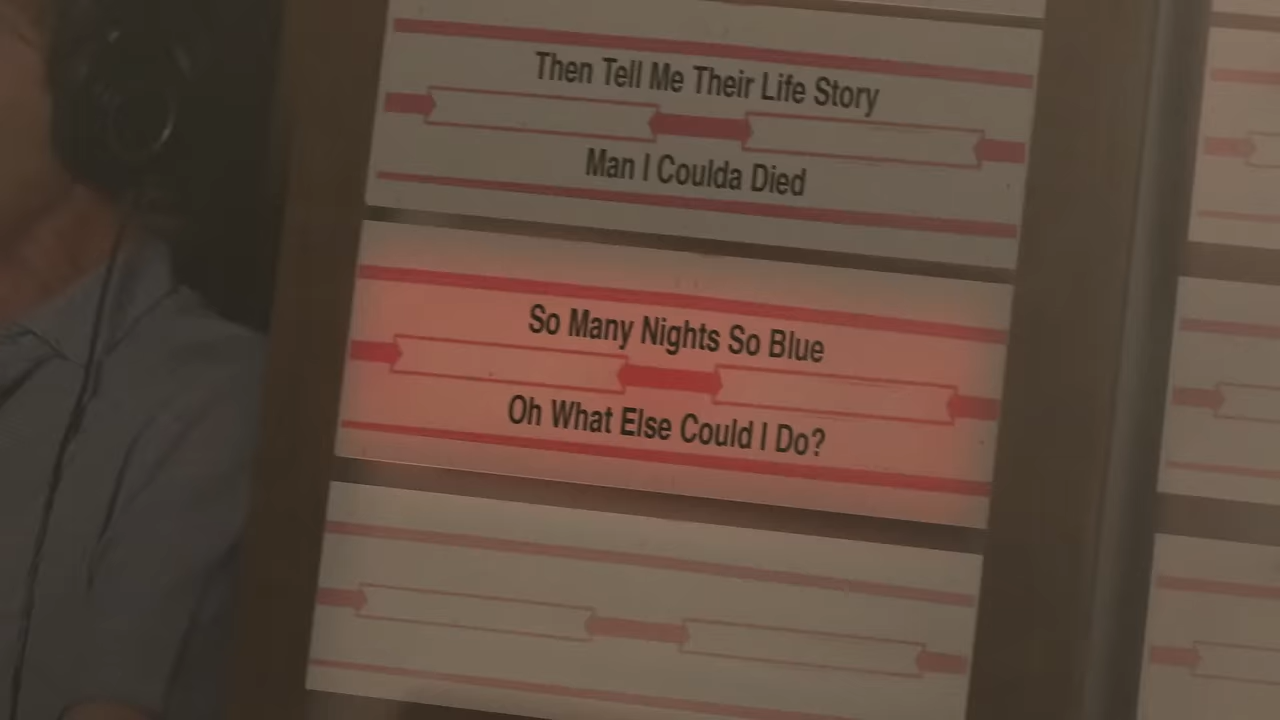 Then Tell Me Their Life Story
Man I Coulda Died
So Many Nights So Blue
Oh What Else Could I Do?